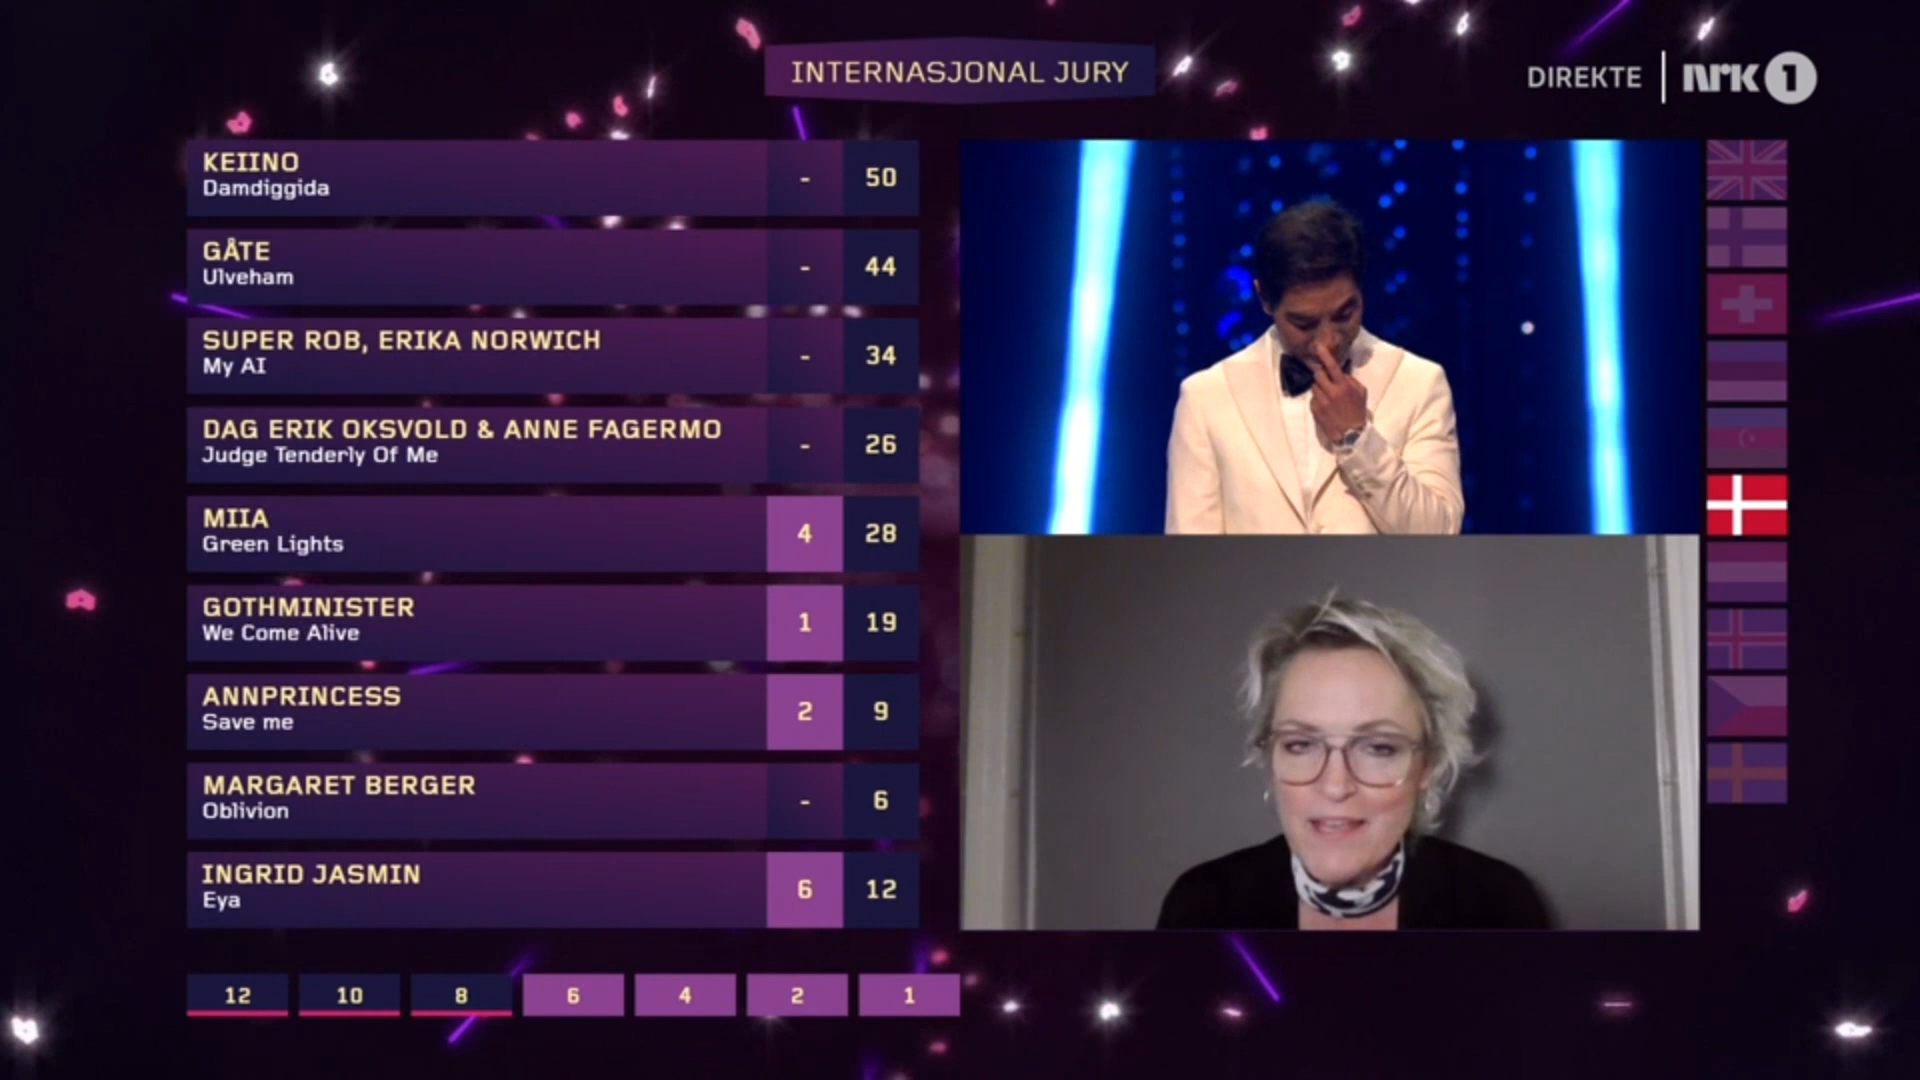 INTERNASJONAL JURY
DIREKTE nrk 1
KEIINO
Damdiggida
- 50
GÅTE
Ulveham
- 44
SUPER ROB, ERIKA NORWICH
My AI
- 34
DAG ERIK OKSVOLD & ANNE FAGERMO
Judge Tenderly Of Me
- 26
MIIA
Green Lights
4 28
GOTHMINISTER
We Come Alive
1 19
ANNPRINCESS
Save me
2 9
MARGARET BERGER
Oblivion
- 6
INGRID JASMIN
Eya
6 12
12 10 8 6 4 2 1